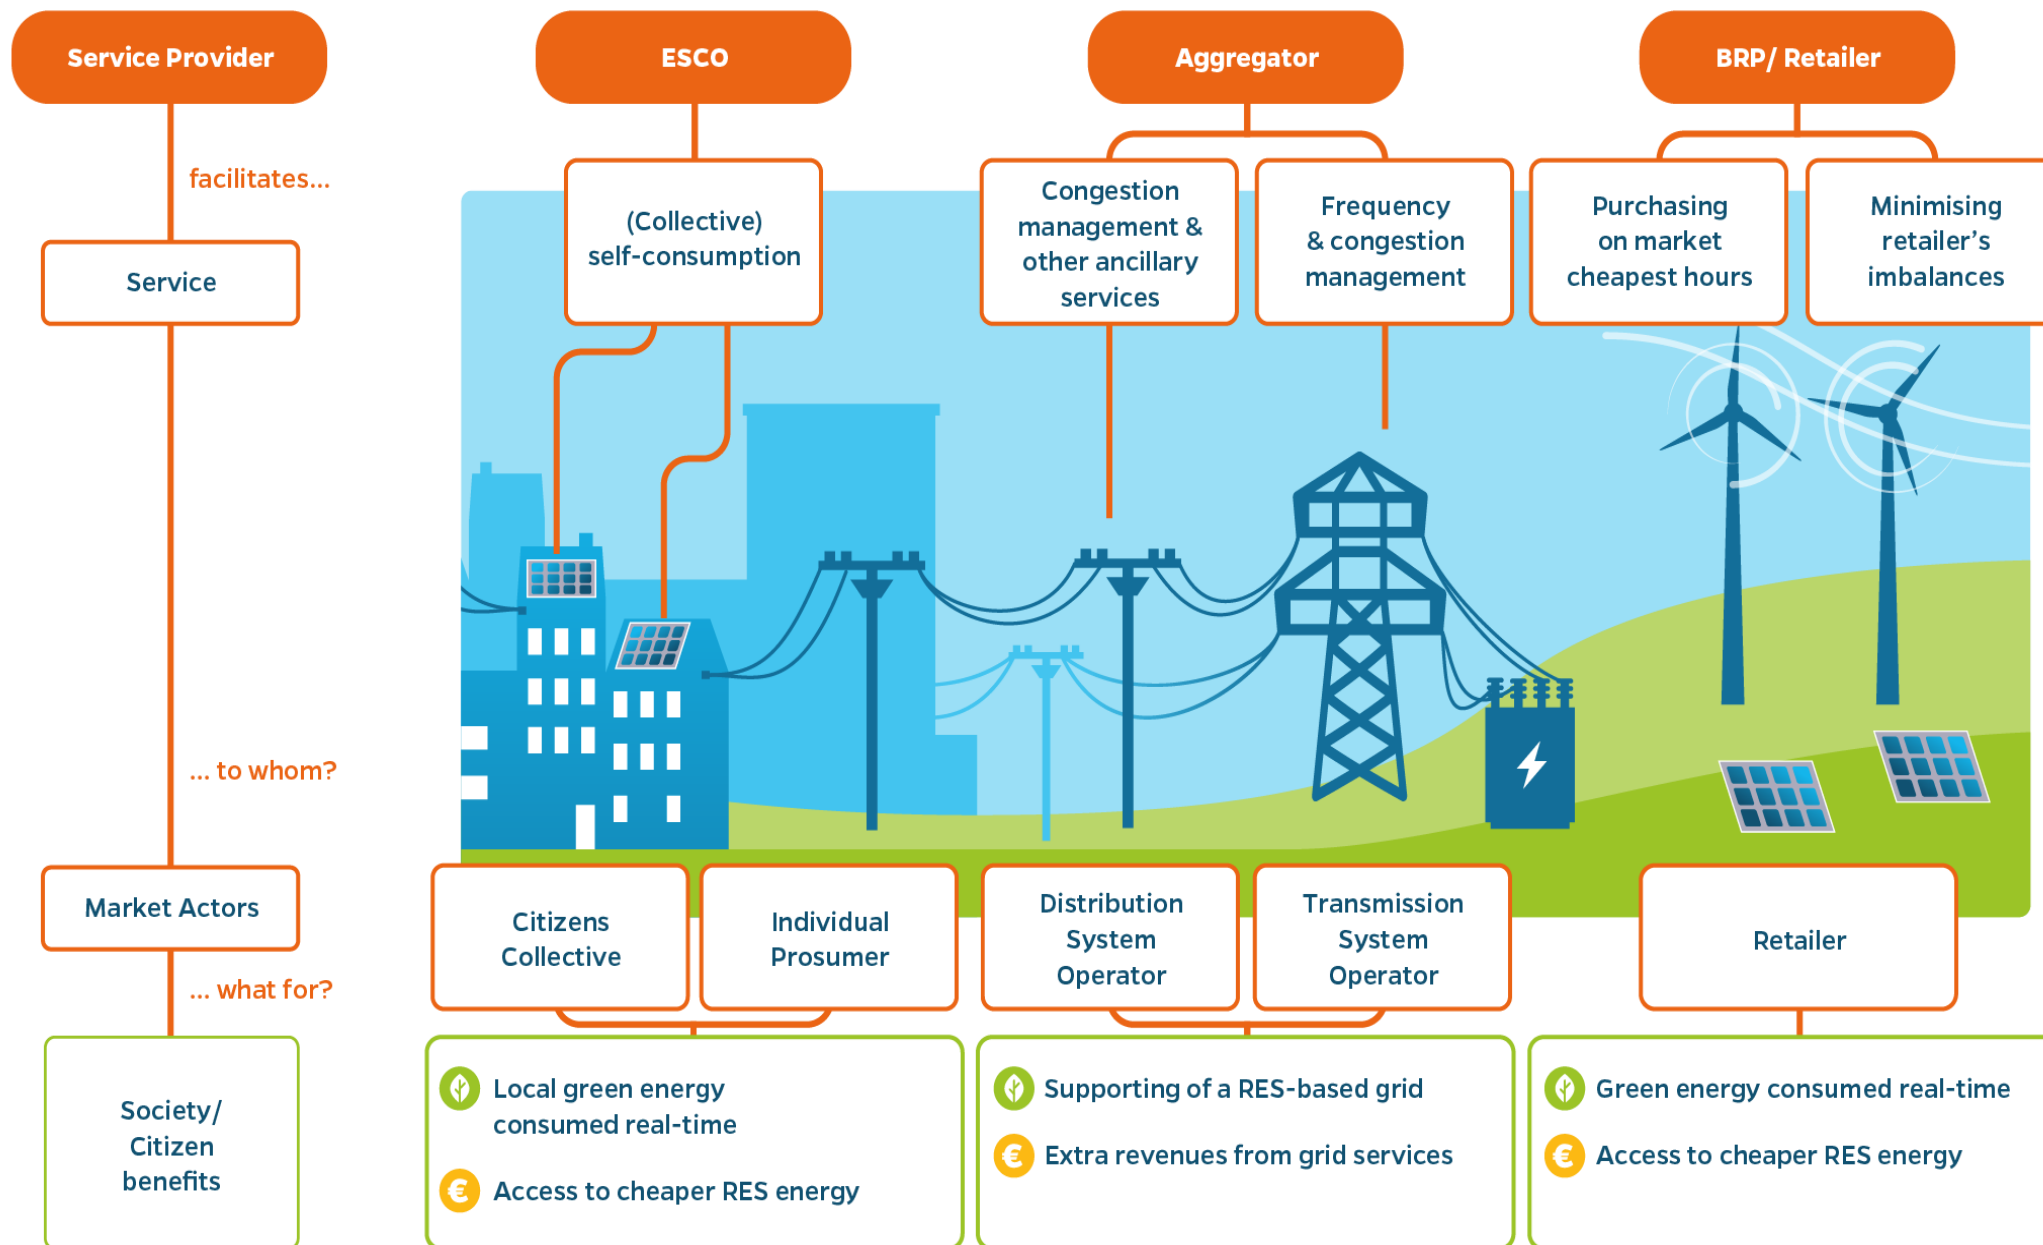 Service Provider
ESCO
Aggregator
BRP/ Retailer
facilitates...
Service
(Collective)
self-consumption
Congestion
management &
other ancillary
services
Frequency
& congestion
management
Purchasing
on market
cheapest hours
Minimising
retailer's
imbalances
... to whom?
Market Actors
Citizens
Collective
Individual
Prosumer
Distribution
System
Operator
Transmission
System
Operator
Retailer
... what for?
Society/
Citizen
benefits
Local green energy
consumed real-time
€ Access to cheaper RES energy
Supporting of a RES-based grid
€ Extra revenues from grid services
Green energy consumed real-time
€ Access to cheaper RES energy